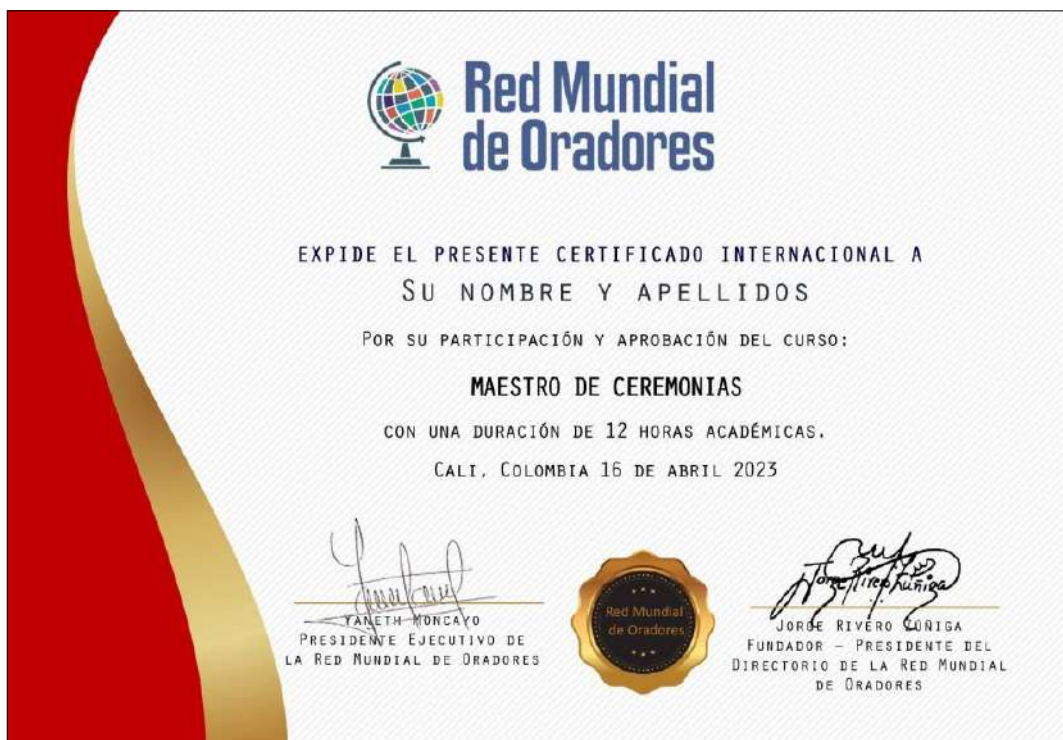 Red Mundial
de Oradores
EXPIDE EL PRESENTE CERTIFICADO INTERNACIONAL A
SU NOMBRE Y APELLIDOS
POR SU PARTICIPACIÓN Y APROBACIÓN DEL CURSO:
MAESTRO DE CEREMONIAS
CON UNA DURACIÓN DE 12 HORAS ACADÉMICAS.
CALI, COLOMBIA 16 DE ABRIL 2023
YANETH MONCAYO
PRESIDENTE EJECUTIVO DE
LA RED MUNDIAL DE ORADORES
Red Mundial
de Oradores
Jorge Rivero Zúñiga
JORGE RIVERO ZÚÑIGA
FUNDADOR – PRESIDENTE DEL
DIRECTORIO DE LA RED MUNDIAL
DE ORADORES